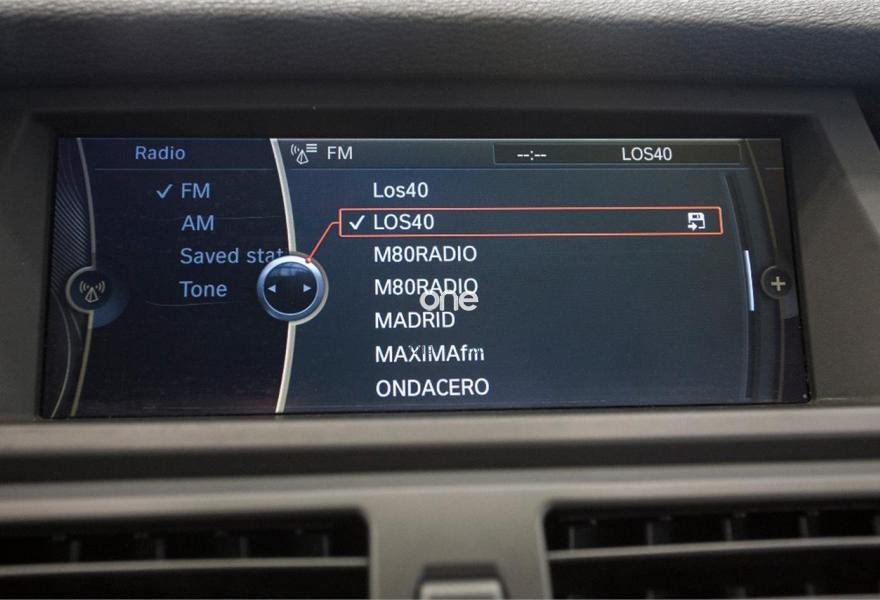 Radio
FM
--:--
LOS40
FM
AM
Saved stat
Tone
Los40
LOS40
M80RADIO
M80RADIO
one
MADRID
MAXIMAfm
ONDACERO